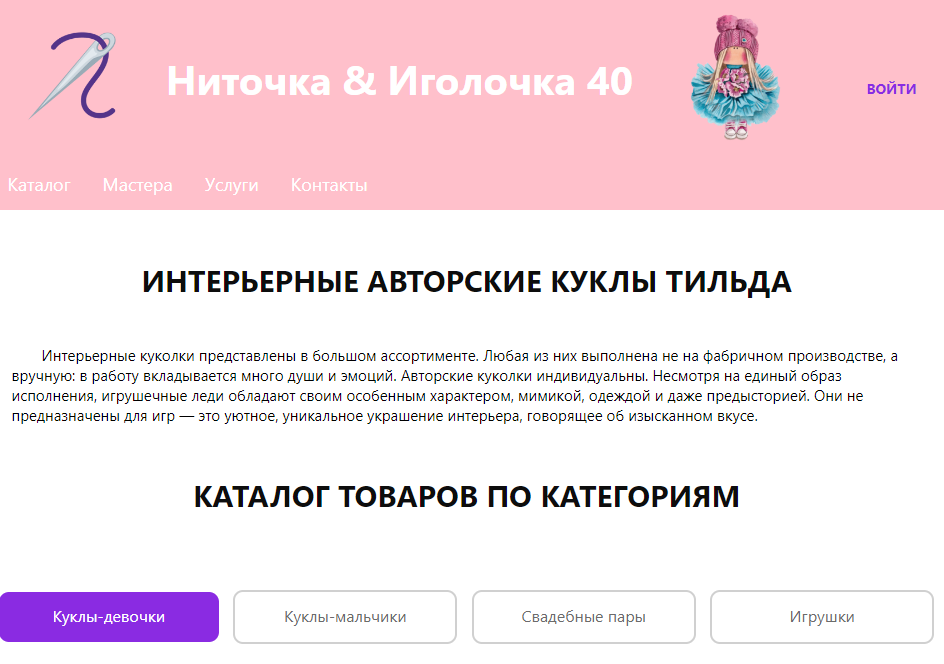 Ниточка & Иголочка 40
ВОЙТИ
Каталог Мастера Услуги Контакты
ИНТЕРЬЕРНЫЕ АВТОРСКИЕ КУКЛЫ ТИЛЬДА
Интерьерные куколки представлены в большом ассортименте. Любая из них выполнена не на фабричном производстве, а
вручную: в работу вкладывается много души и эмоций. Авторские куколки индивидуальны. Несмотря на единый образ
исполнения, игрушечные леди обладают своим особенным характером, мимикой, одеждой и даже предысторией. Они не
предназначены для игр — это уютное, уникальное украшение интерьера, говорящее об изысканном вкусе.
КАТАЛОГ ТОВАРОВ ПО КАТЕГОРИЯМ
Куклы-девочки Куклы-мальчики Свадебные пары Игрушки